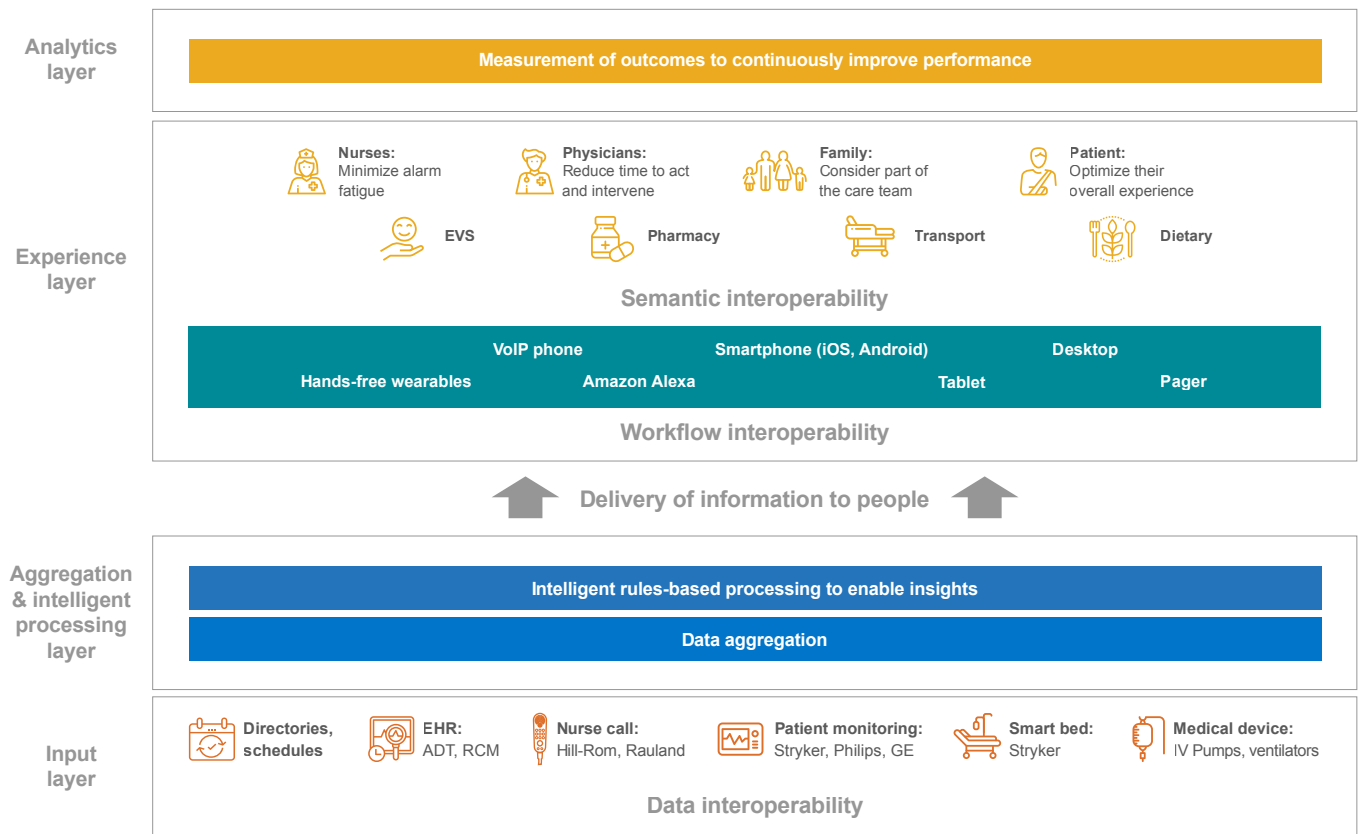 Analytics
layer
Measurement of outcomes to continuously improve performance
Experience
layer
Nurses:
Minimize alarm
fatigue
Physicians:
Reduce time to act
and intervene
Family:
Consider part of
the care team
Patient:
Optimize their
overall experience
EVS
Pharmacy
Transport
Dietary
Semantic interoperability
VoIP phone
Smartphone (iOS, Android)
Desktop
Hands-free wearables
Amazon Alexa
Tablet
Pager
Workflow interoperability
Delivery of information to people
Aggregation
& intelligent
processing
layer
Intelligent rules-based processing to enable insights
Data aggregation
Input
layer
Directories,
schedules
EHR:
ADT, RCM
Nurse call:
Hill-Rom, Rauland
Patient monitoring:
Stryker, Philips, GE
Smart bed:
Stryker
Medical device:
IV Pumps, ventilators
Data interoperability